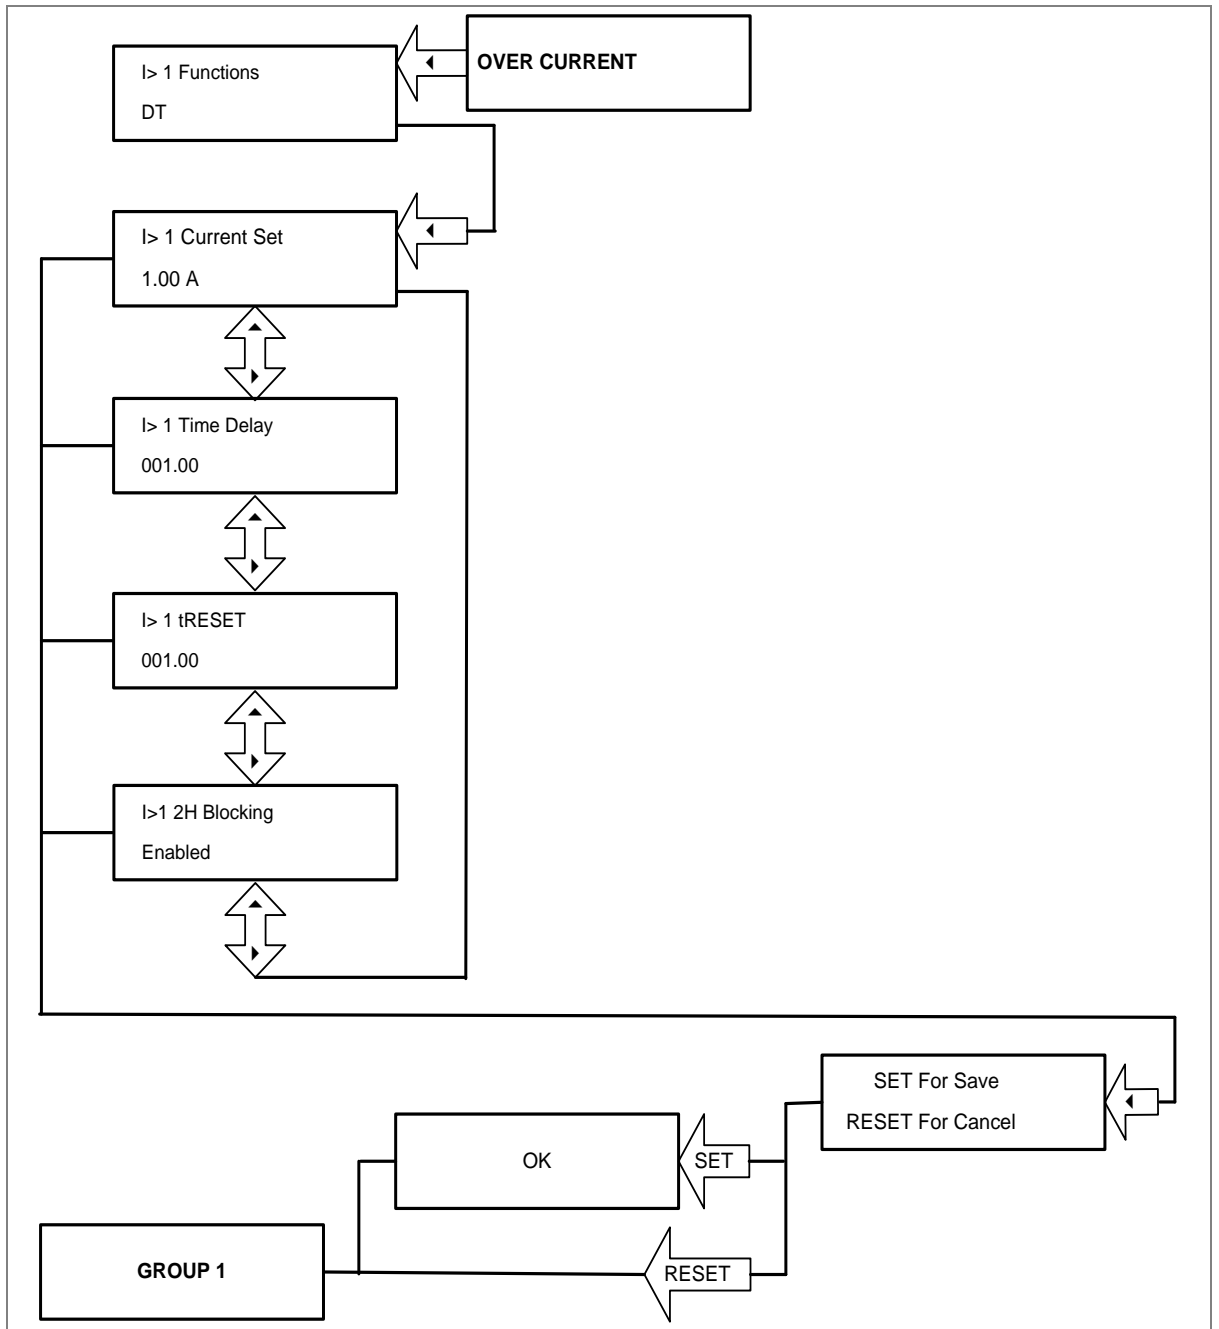 OVER CURRENT
I> 1 Functions
DT
I> 1 Current Set
1.00 A
I> 1 Time Delay
001.00
I> 1 tRESET
001.00
I>1 2H Blocking
Enabled
SET For Save
RESET For Cancel
SET
OK
RESET
GROUP 1